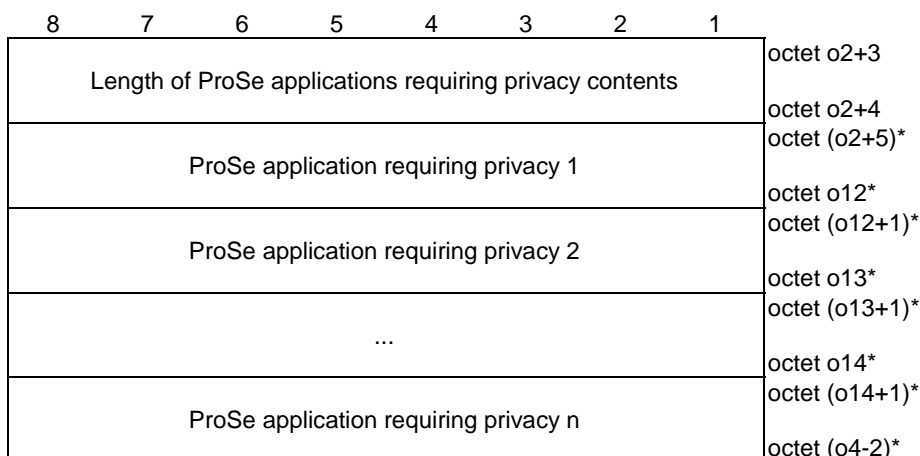 8 7 6 5 4 3 2 1
octet o2+3
Length of ProSe applications requiring privacy contents
octet o2+4
octet (o2+5)*
ProSe application requiring privacy 1
octet o12*
octet (o12+1)*
ProSe application requiring privacy 2
octet o13*
octet (o13+1)*
...
octet o14*
octet (o14+1)*
ProSe application requiring privacy n
octet (o4-2)*